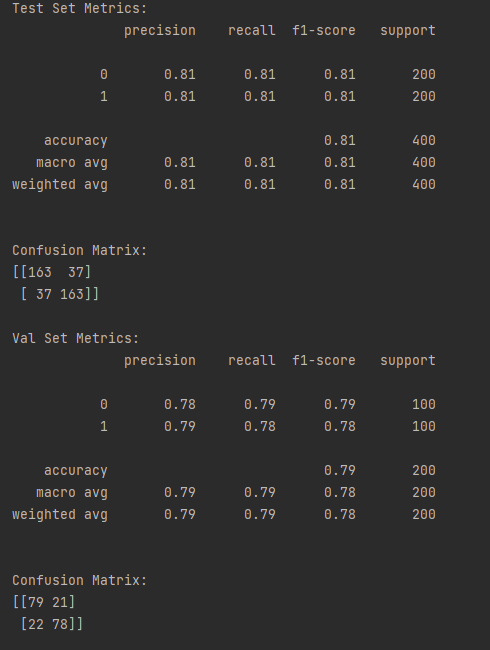 Test Set Metrics:
              precision    recall  f1-score   support

           0       0.81      0.81      0.81       200
           1       0.81      0.81      0.81       200

    accuracy                           0.81       400
   macro avg       0.81      0.81      0.81       400
weighted avg       0.81      0.81      0.81       400


Confusion Matrix:
[[163  37]
 [ 37 163]]

Val Set Metrics:
              precision    recall  f1-score   support

           0       0.78      0.79      0.79       100
           1       0.79      0.78      0.78       100

    accuracy                           0.79       200
   macro avg       0.79      0.79      0.78       200
weighted avg       0.79      0.79      0.78       200


Confusion Matrix:
[[79 21]
 [22 78]]